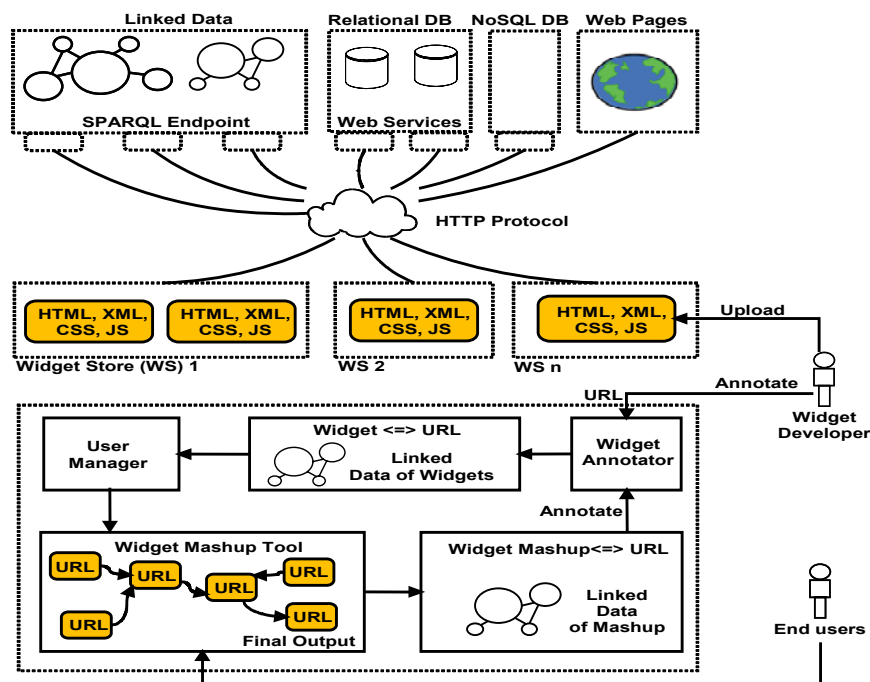 Linked Data
Relational DB
NoSQL DB
Web Pages
SPARQL Endpoint
Web Services
HTTP Protocol
HTML, XML,
CSS, JS
HTML, XML,
CSS, JS
HTML, XML,
CSS, JS
HTML, XML,
CSS, JS
Upload
Widget Store (WS) 1
WS 2
WS n
Annotate
URL
Widget
Developer
User
Manager
Widget <=> URL
Linked
Data of Widgets
Widget
Annotator
Annotate
Widget Mashup Tool
URL
URL
URL
URL
URL
URL
Final Output
Widget Mashup<=> URL
Linked
Data
of Mashup
End users